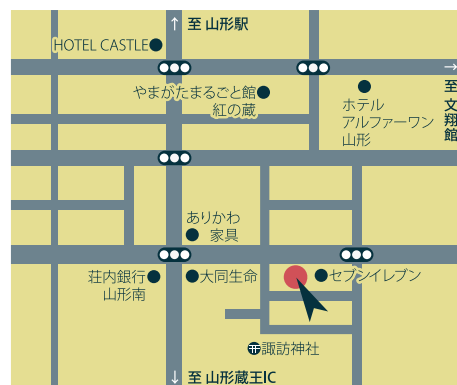 ↑ 至 山形駅
HOTEL CASTLE
→
至 文翔館
やまがたまるごと館
紅の蔵
ホテル
アルファーワン
山形
ありかわ
家具
荘内銀行
山形南
大同生命
セブンイレブン
諏訪神社
↓ 至 山形蔵王IC